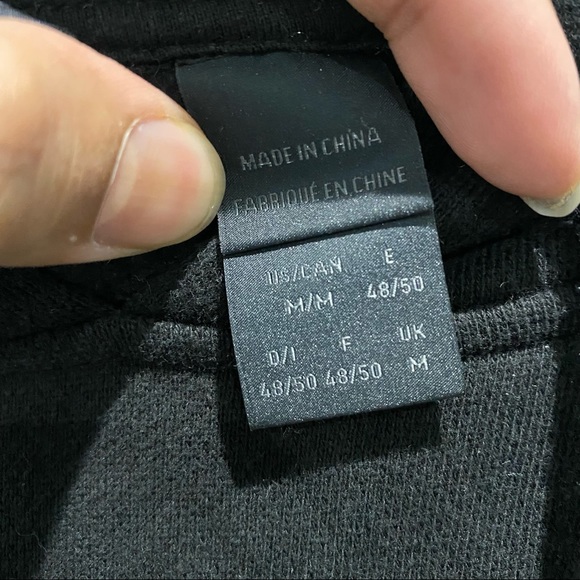 MADE IN CHINA
FABRIQUÉ EN CHINE
US/CAN E
M/M 48/50
D/I F UK
48/50 48/50 M